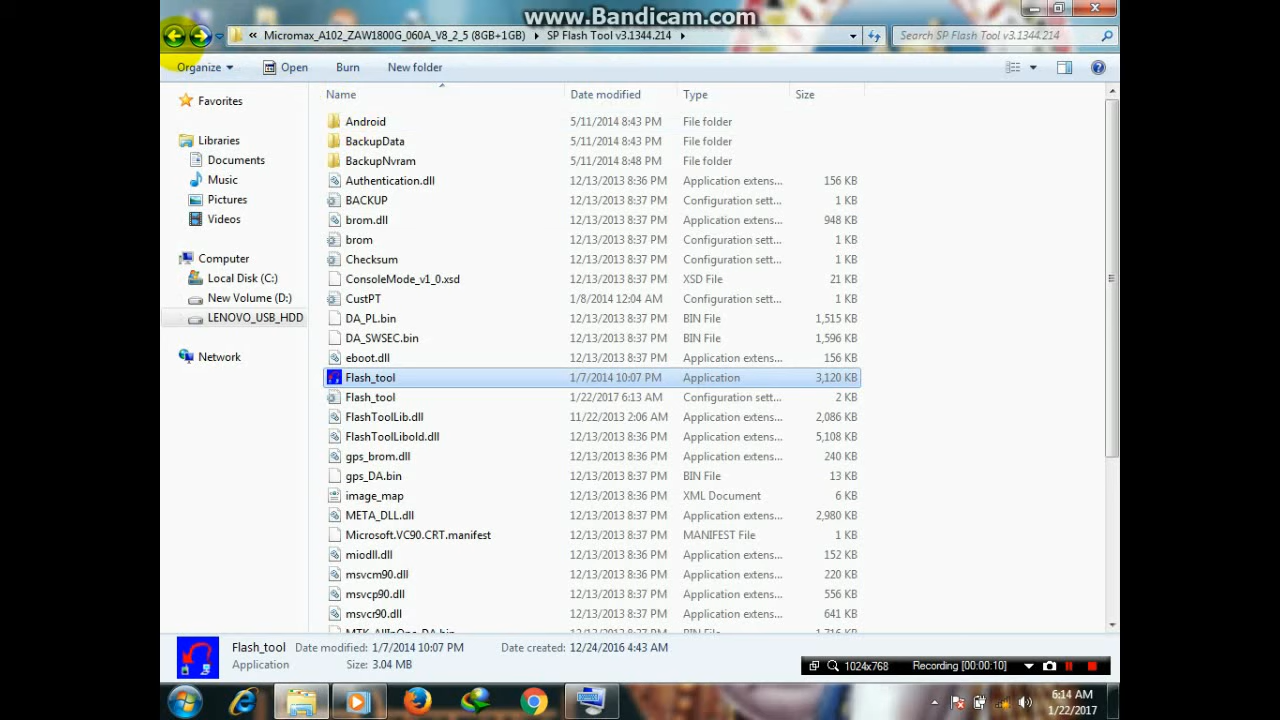 www.Bandicam.com
« Micromax_A102_ZAW1800G_060A_V8_2_5 (8GB+1GB) SP Flash Tool v3.1344.214
Search SP Flash Tool v3.1344.214
Organize Open Burn New folder
Name Date modified Type Size
Favorites
Libraries
Documents
Music
Pictures
Videos
Computer
Local Disk (C:)
New Volume (D:)
LENOVO_USB_HDD
Network
Android 5/11/2014 8:43 PM File folder
BackupData 5/11/2014 8:43 PM File folder
BackupNvram 5/11/2014 8:48 PM File folder
Authentication.dll 12/13/2013 8:36 PM Application extens... 156 KB
BACKUP 12/13/2013 8:37 PM Configuration sett... 1 KB
brom.dll 12/13/2013 8:37 PM Application extens... 948 KB
brom 12/13/2013 8:37 PM Configuration sett... 1 KB
Checksum 12/13/2013 8:37 PM Configuration sett... 1 KB
ConsoleMode_v1_0.xsd 12/13/2013 8:37 PM XSD File 21 KB
CustPT 1/8/2014 12:04 AM Configuration sett... 1 KB
DA_PL.bin 12/13/2013 8:37 PM BIN File 1,515 KB
DA_SWSEC.bin 12/13/2013 8:37 PM BIN File 1,596 KB
eboot.dll 12/13/2013 8:37 PM Application extens... 156 KB
Flash_tool 1/7/2014 10:07 PM Application 3,120 KB
Flash_tool 1/22/2017 6:13 AM Configuration sett... 2 KB
FlashToolLib.dll 11/22/2013 2:06 AM Application extens... 2,086 KB
FlashToolLibold.dll 12/13/2013 8:36 PM Application extens... 5,108 KB
gps_brom.dll 12/13/2013 8:36 PM Application extens... 240 KB
gps_DA.bin 12/13/2013 8:36 PM BIN File 13 KB
image_map 12/13/2013 8:36 PM XML Document 6 KB
META_DLL.dll 12/13/2013 8:36 PM Application extens... 2,980 KB
Microsoft.VC90.CRT.manifest 12/13/2013 8:37 PM MANIFEST File 1 KB
miodll.dll 12/13/2013 8:36 PM Application extens... 152 KB
msvcm90.dll 12/13/2013 8:37 PM Application extens... 220 KB
msvcp90.dll 12/13/2013 8:36 PM Application extens... 556 KB
msvcr90.dll 12/13/2013 8:37 PM Application extens... 641 KB
MTK_AllInOne_DA.bin
Flash_tool Date modified: 1/7/2014 10:07 PM Date created: 12/24/2016 4:43 AM
Application Size: 3.04 MB
1024x768 Recording [00:00:10]
6:14 AM
1/22/2017